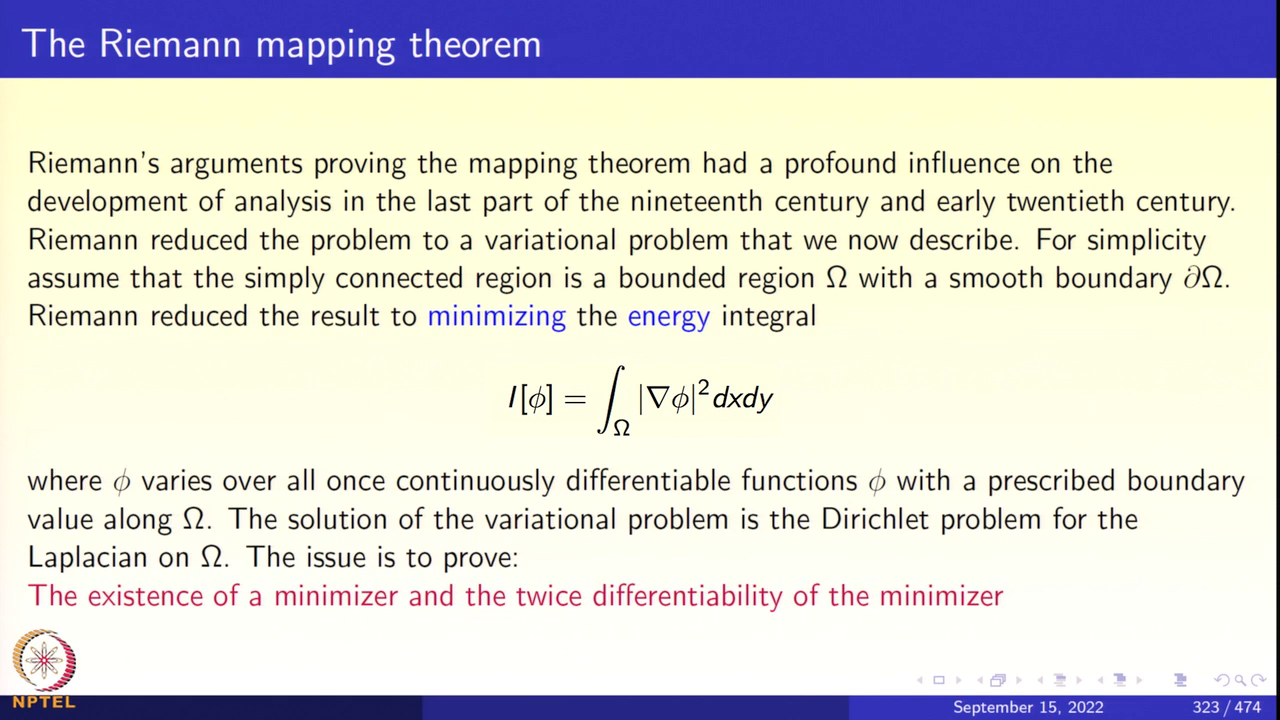 The Riemann mapping theorem
Riemann's arguments proving the mapping theorem had a profound influence on the
development of analysis in the last part of the nineteenth century and early twentieth century.
Riemann reduced the problem to a variational problem that we now describe. For simplicity
assume that the simply connected region is a bounded region Ω with a smooth boundary ∂Ω.
Riemann reduced the result to minimizing the energy integral
I[ϕ] = ∫_Ω |∇ϕ|²dxdy
where ϕ varies over all once continuously differentiable functions ϕ with a prescribed boundary
value along Ω. The solution of the variational problem is the Dirichlet problem for the
Laplacian on Ω. The issue is to prove:
The existence of a minimizer and the twice differentiability of the minimizer
NPTEL
September 15, 2022
323 / 474